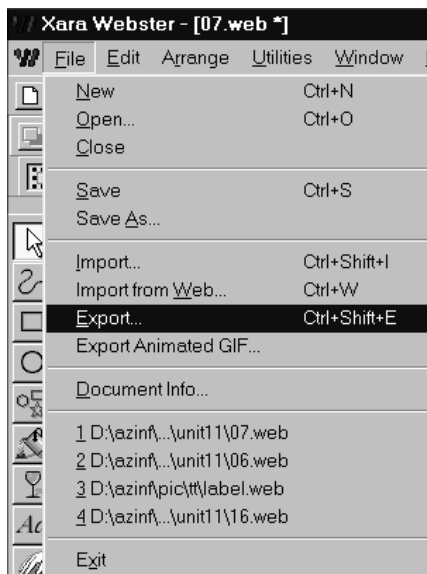 Xara Webster - [07.web *]
File Edit Arrange Utilities Window
New Ctrl+N
Open... Ctrl+O
Close
Save Ctrl+S
Save As...
Import... Ctrl+Shift+I
Import from Web... Ctrl+W
Export... Ctrl+Shift+E
Export Animated GIF...
Document Info...
1 D:\azinf\...\unit11\07.web
2 D:\azinf\...\unit11\06.web
3 D:\azinf\pic\tt\label.web
4 D:\azinf\...\unit11\16.web
Exit